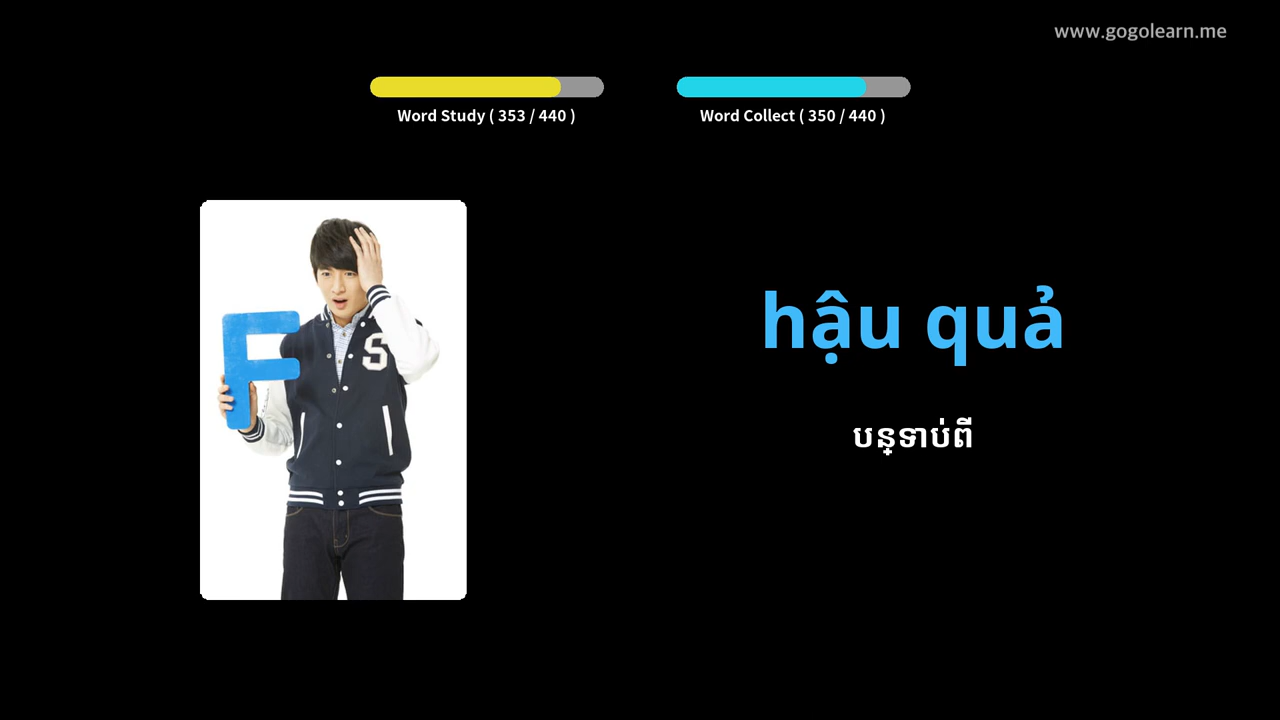 www.gogolearn.me
Word Study ( 353 / 440 )
Word Collect ( 350 / 440 )
F
S
hậu quả
បន្ទាប់ពី